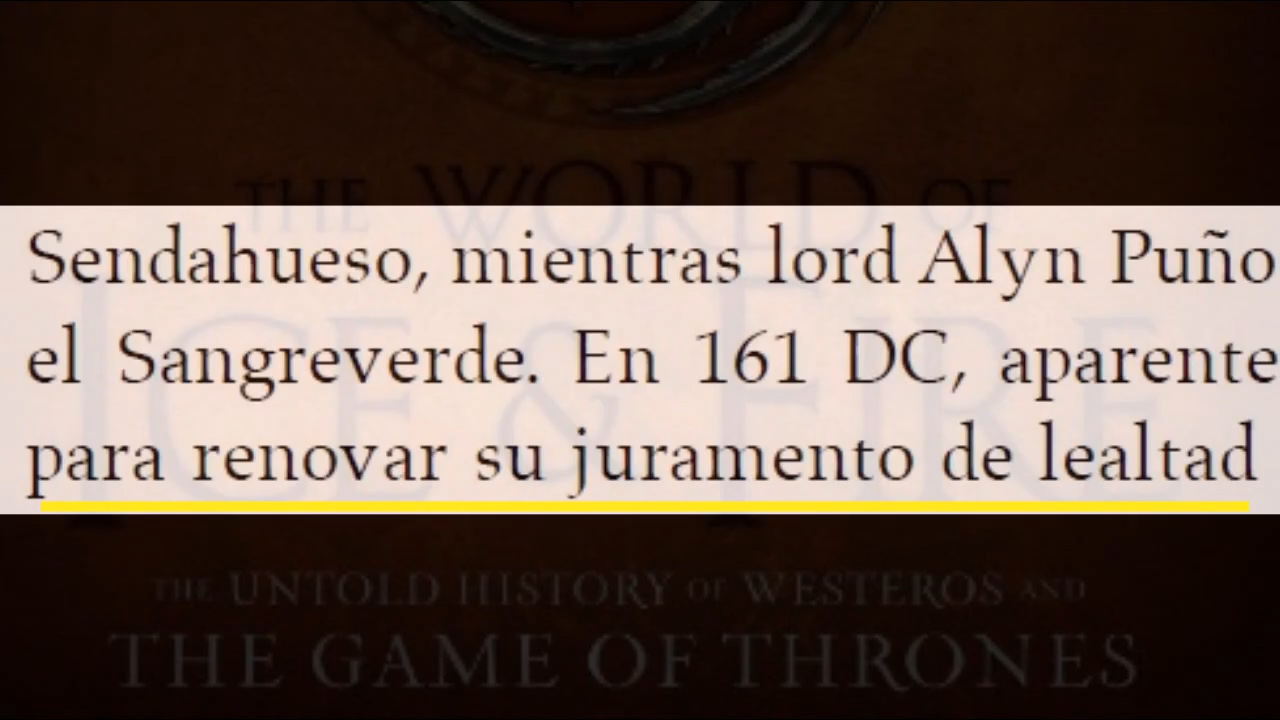 THE WORLD OF
Sendahueso, mientras lord Alyn Puño
el Sangreverde. En 161 DC, aparente
para renovar su juramento de lealtad
ICE & FIRE
THE UNTOLD HISTORY OF WESTEROS AND
THE GAME OF THRONES